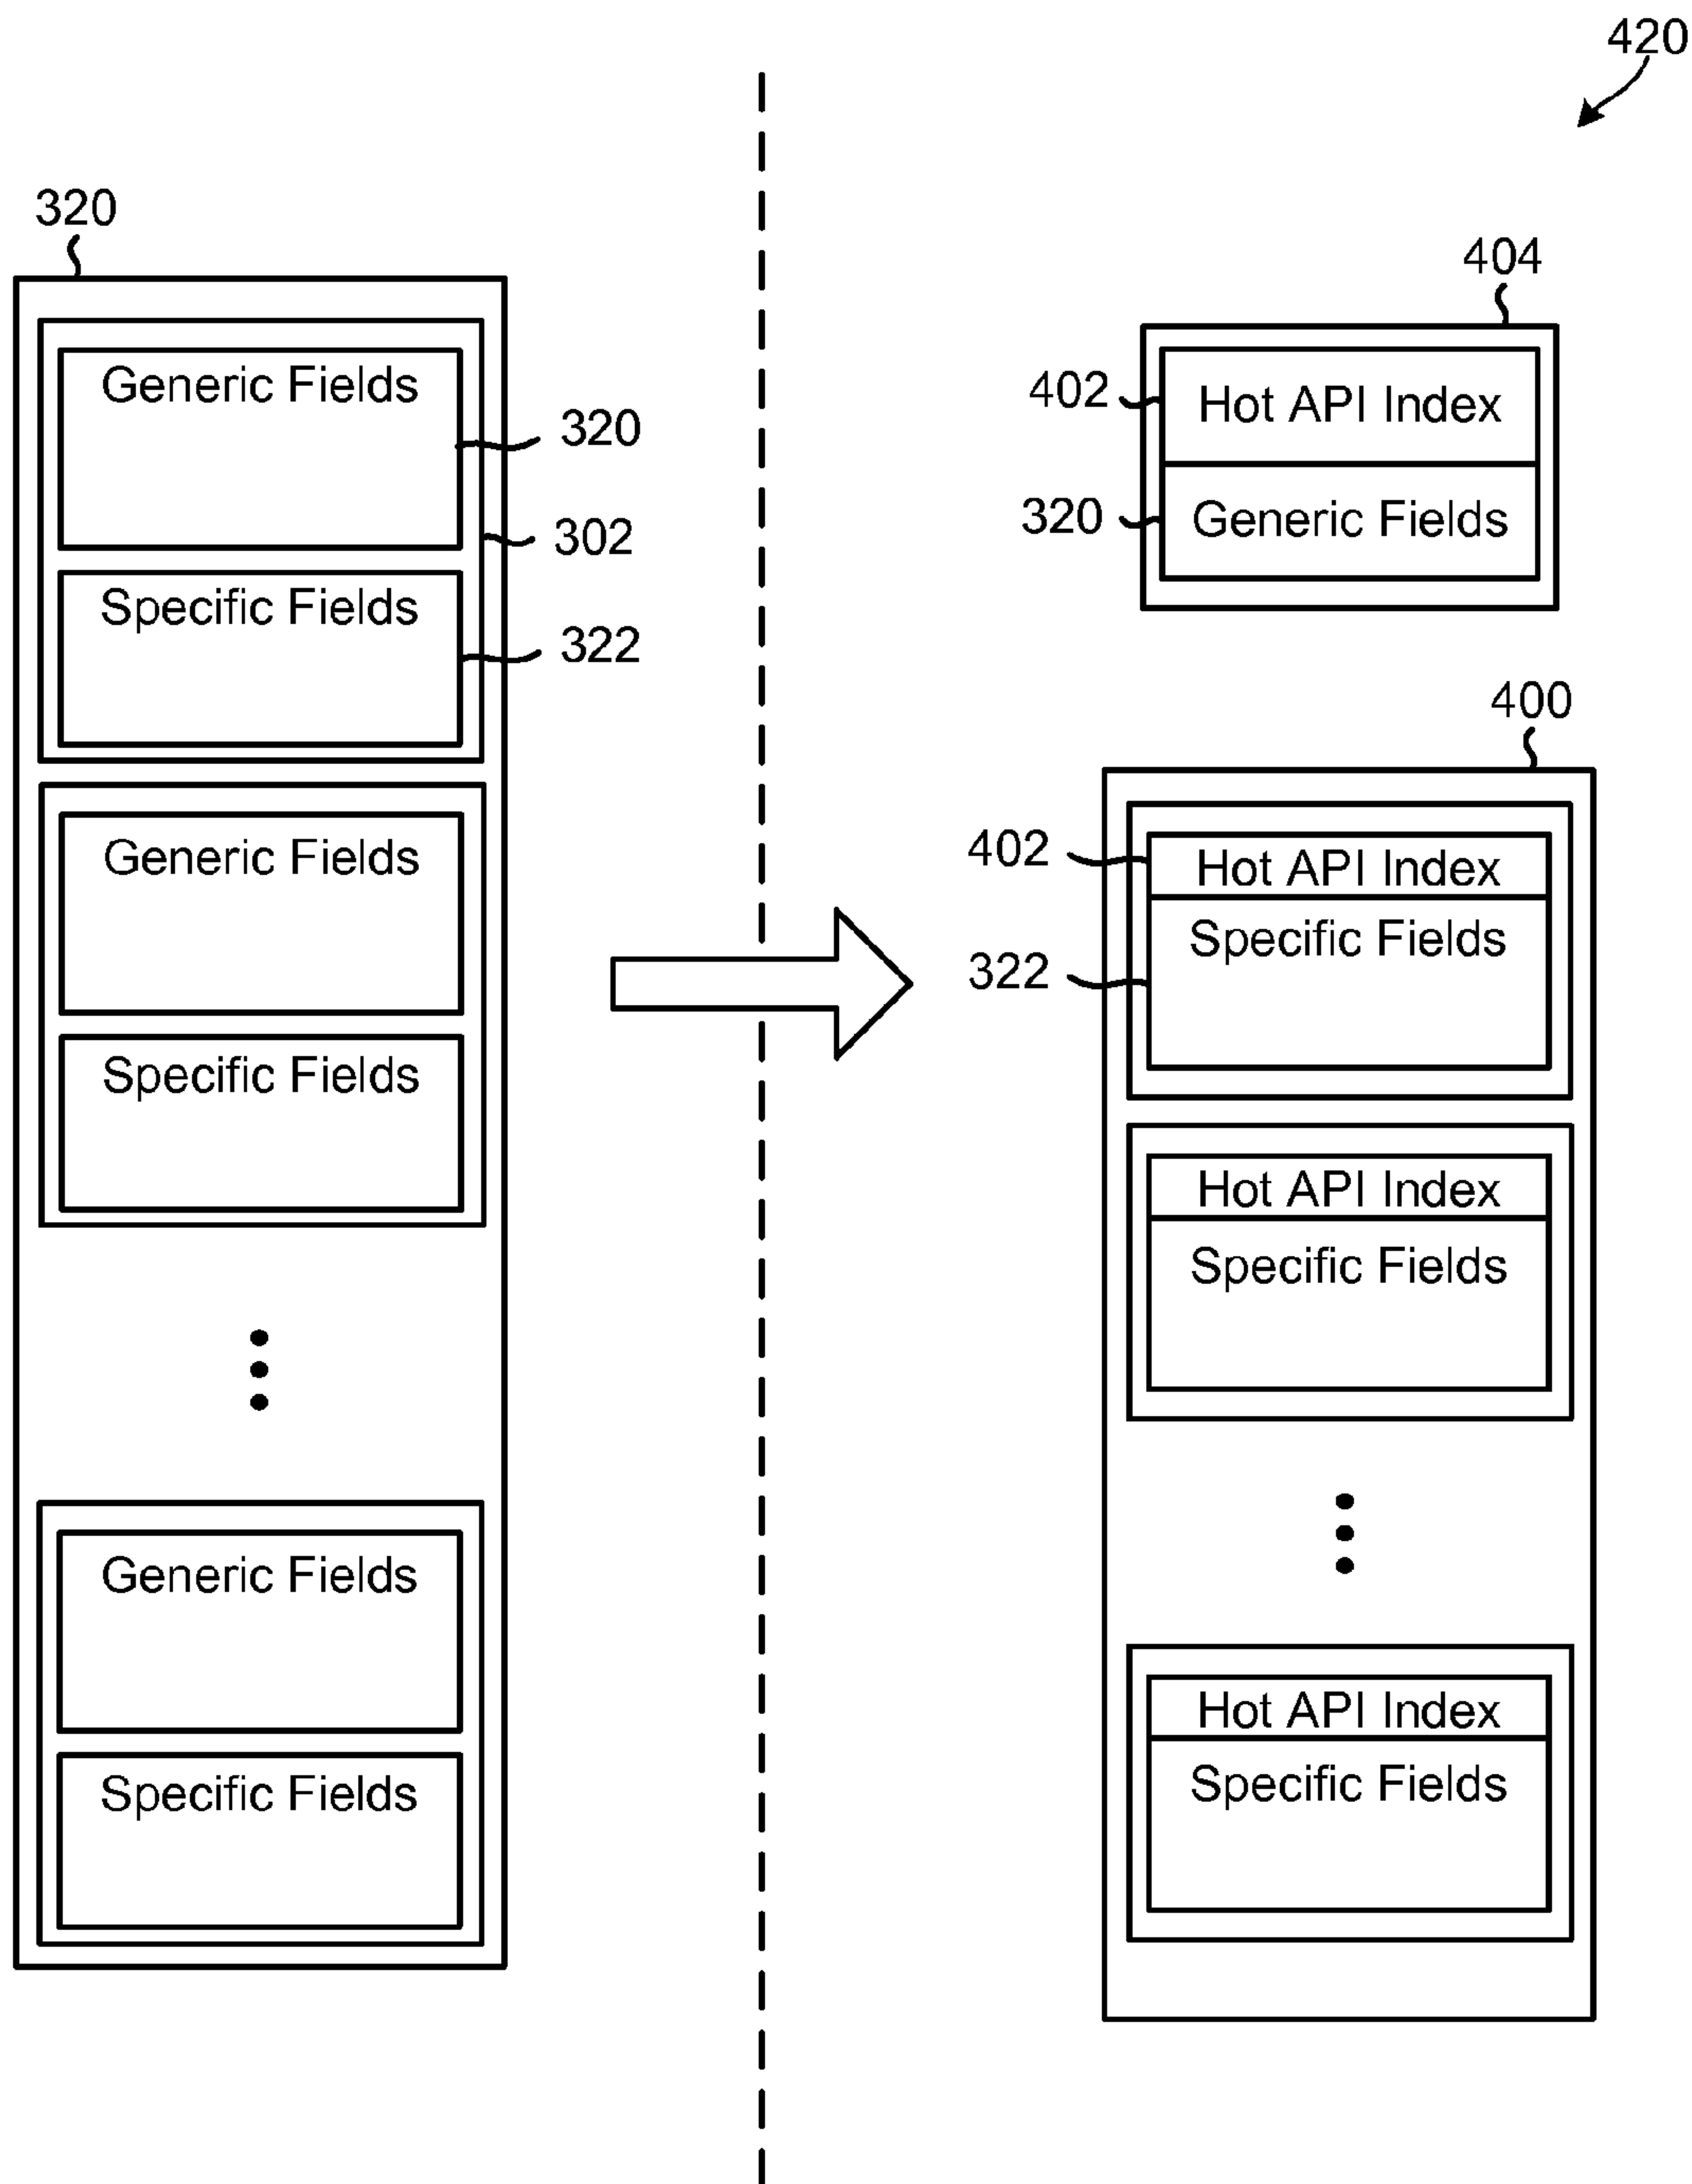 420
320
Generic Fields
320
302
Specific Fields
322
Generic Fields
Specific Fields
Generic Fields
Specific Fields
404
402
Hot API Index
320
Generic Fields
400
402
Hot API Index
Specific Fields
322
Hot API Index
Specific Fields
Hot API Index
Specific Fields